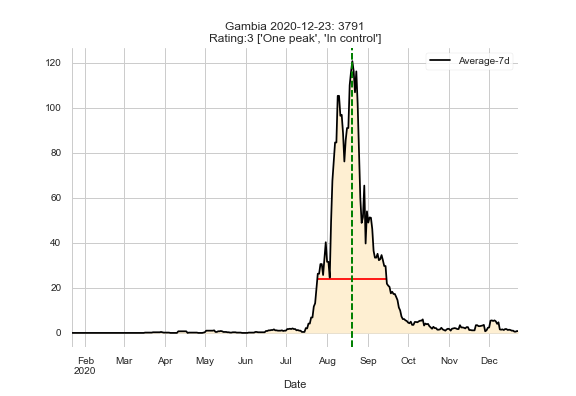 Gambia 2020-12-23: 3791
Rating:3 ['One peak', 'In control']
Average-7d
120
100
80
60
40
20
0
Feb Mar Apr May Jun Jul Aug Sep Oct Nov Dec
2020
Date